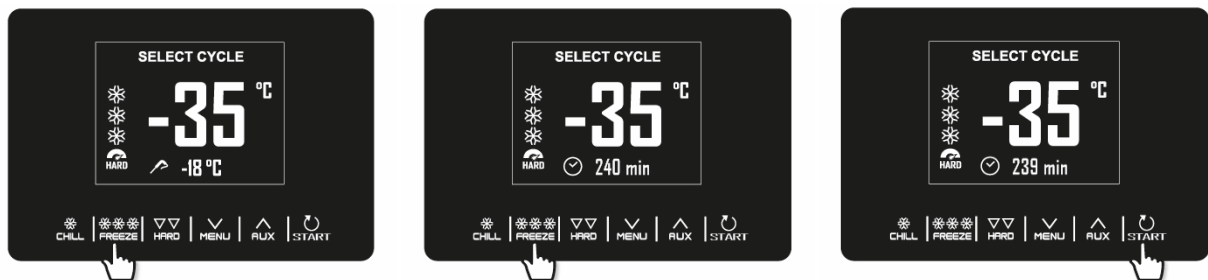 SELECT CYCLE
-35 °C
HARD
-18 °C
CHILL FREEZE HARD MENU AUX START
SELECT CYCLE
-35 °C
HARD
240 min
CHILL FREEZE HARD MENU AUX START
SELECT CYCLE
-35 °C
HARD
239 min
CHILL FREEZE HARD MENU AUX START